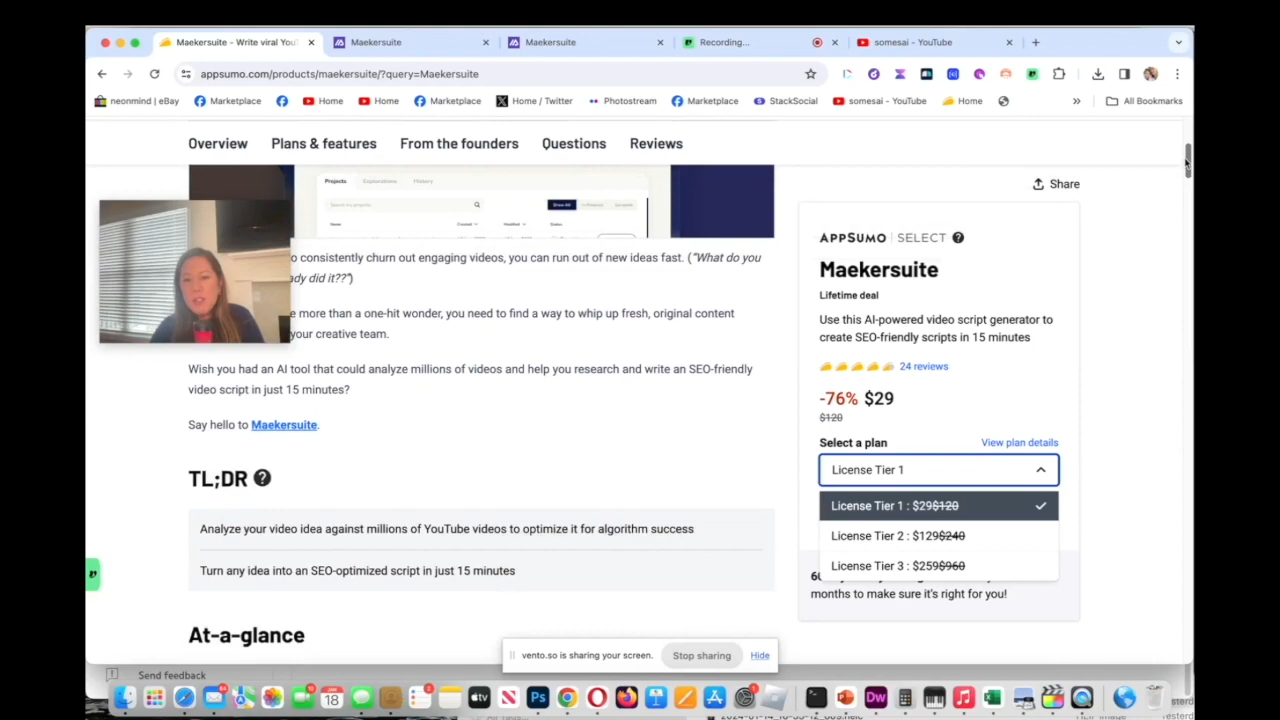 Maekersuite - Write viral You
Maekersuite
Maekersuite
Recording...
somesai - YouTube
appsumo.com/products/maekersuite/?query=Maekersuite
neonmind | eBay
Marketplace
Home
Home
Marketplace
Home / Twitter
Photostream
Marketplace
StackSocial
somesai - YouTube
Home
All Bookmarks
Overview
Plans & features
From the founders
Questions
Reviews
Projects
Explorations
History
Share
APPSUMO | SELECT
Maekersuite
Lifetime deal
Use this AI-powered video script generator to
create SEO-friendly scripts in 15 minutes
24 reviews
-76% $29
$120
Select a plan
View plan details
License Tier 1
License Tier 1 : $29$120
License Tier 2 : $129$240
License Tier 3 : $259$960
months to make sure it's right for you!
o consistently churn out engaging videos, you can run out of new ideas fast. ("What do you
ady did it??")
e more than a one-hit wonder, you need to find a way to whip up fresh, original content
your creative team.
Wish you had an AI tool that could analyze millions of videos and help you research and write an SEO-friendly
video script in just 15 minutes?
Say hello to Maekersuite.
TL;DR
Analyze your video idea against millions of YouTube videos to optimize it for algorithm success
Turn any idea into an SEO-optimized script in just 15 minutes
At-a-glance
vento.so is sharing your screen.
Stop sharing
Hide
Send feedback